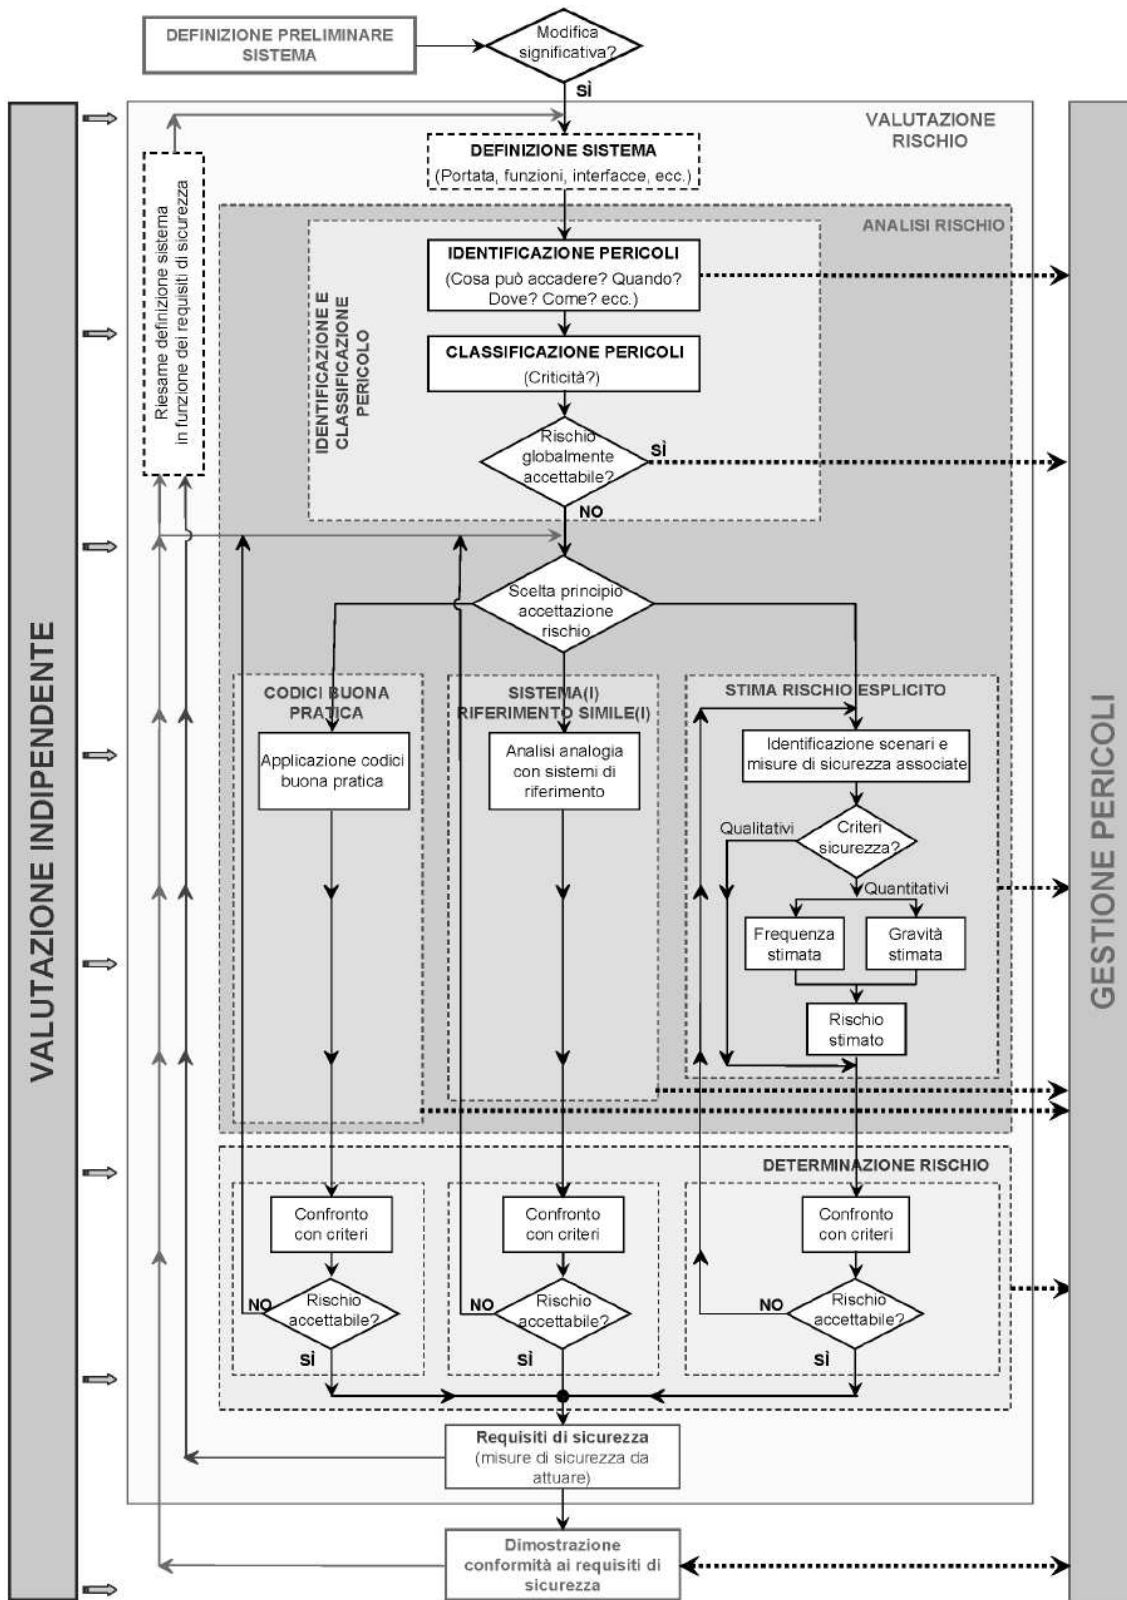 DEFINIZIONE PRELIMINARE
SISTEMA
Modifica
significativa?
SÌ
VALUTAZIONE
RISCHIO
DEFINIZIONE SISTEMA
(Portata, funzioni, interfacce, ecc.)
Riesame definizione sistema
in funzione dei requisiti di sicurezza
ANALISI RISCHIO
IDENTIFICAZIONE E
CLASSIFICAZIONE
PERICOLO
IDENTIFICAZIONE PERICOLI
(Cosa può accadere? Quando?
Dove? Come? ecc.)
CLASSIFICAZIONE PERICOLI
(Criticità?)
Rischio
globalmente
accettabile?
SÌ
NO
Scelta principio
accettazione
rischio
VALUTAZIONE INDIPENDENTE
GESTIONE PERICOLI
CODICI BUONA
PRATICA
Applicazione codici
buona pratica
SISTEMA(I)
RIFERIMENTO SIMILE(I)
Analisi analogia
con sistemi di
riferimento
STIMA RISCHIO ESPLICITO
Identificazione scenari e
misure di sicurezza associate
Qualitativi
Criteri
sicurezza?
Quantitativi
Frequenza
stimata
Gravità
stimata
Rischio
stimato
DETERMINAZIONE RISCHIO
Confronto
con criteri
Confronto
con criteri
Confronto
con criteri
NO
Rischio
accettabile?
SÌ
NO
Rischio
accettabile?
SÌ
NO
Rischio
accettabile?
SÌ
Requisiti di sicurezza
(misure di sicurezza da
attuare)
Dimostrazione
conformità ai requisiti di
sicurezza